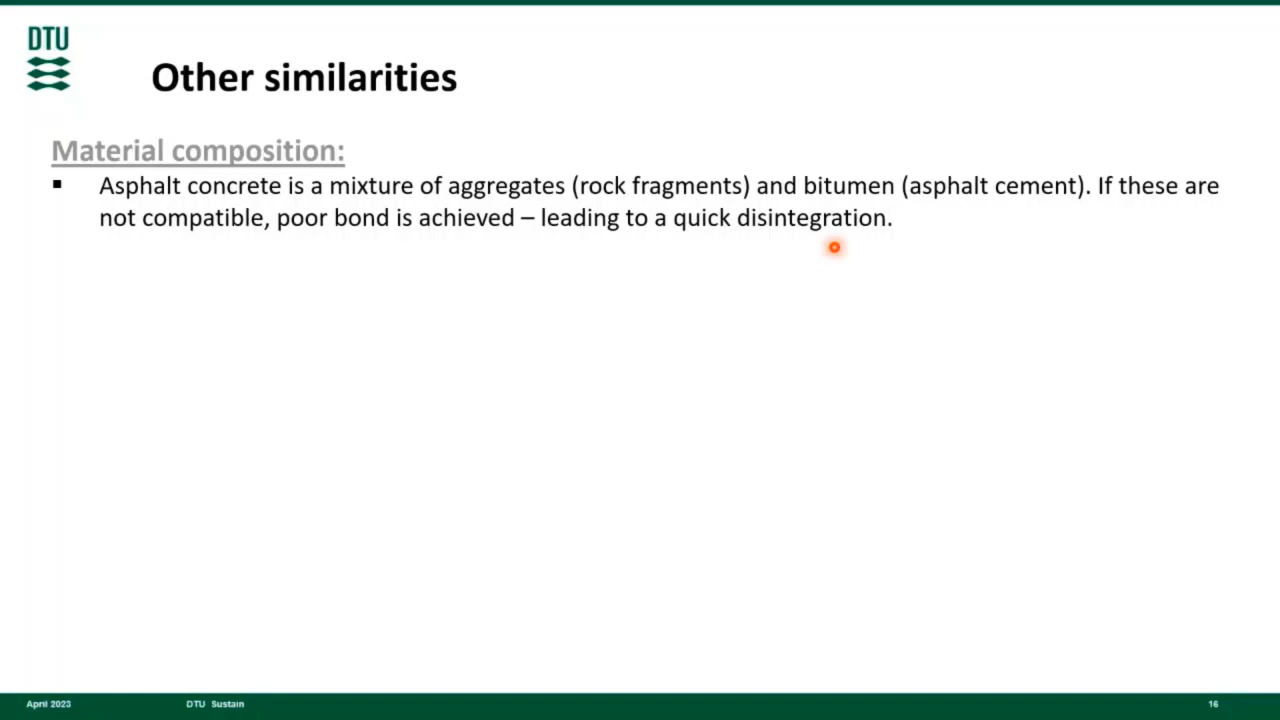 DTU
Other similarities
Material composition:
▪ Asphalt concrete is a mixture of aggregates (rock fragments) and bitumen (asphalt cement). If these are
not compatible, poor bond is achieved – leading to a quick disintegration.
April 2023 DTU Sustain 16